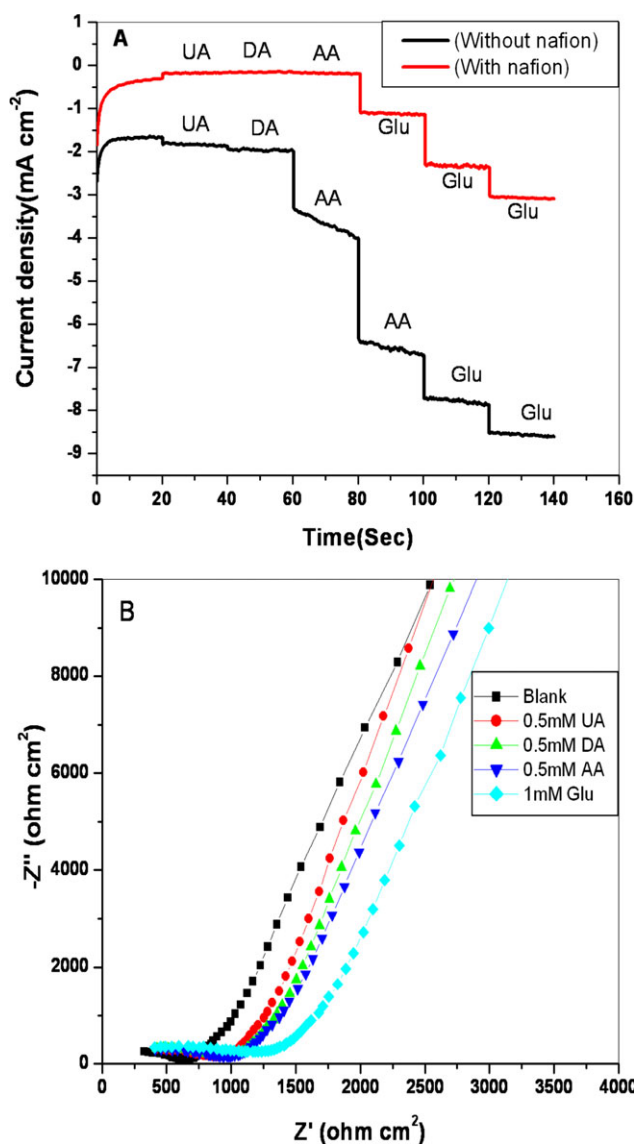 A
(Without nafion)
(With nafion)
1
0
-1
-2
-3
-4
-5
-6
-7
-8
-9
UA DA AA
Glu
Glu
Glu
UA DA
AA
AA
Glu
Glu
0 20 40 60 80 100 120 140 160
Current density(mA cm-2)
Time(Sec)
B
10000
8000
6000
4000
2000
0
Blank
0.5mM UA
0.5mM DA
0.5mM AA
1mM Glu
0 500 1000 1500 2000 2500 3000 3500 4000
-Z" (ohm cm2)
Z' (ohm cm2)